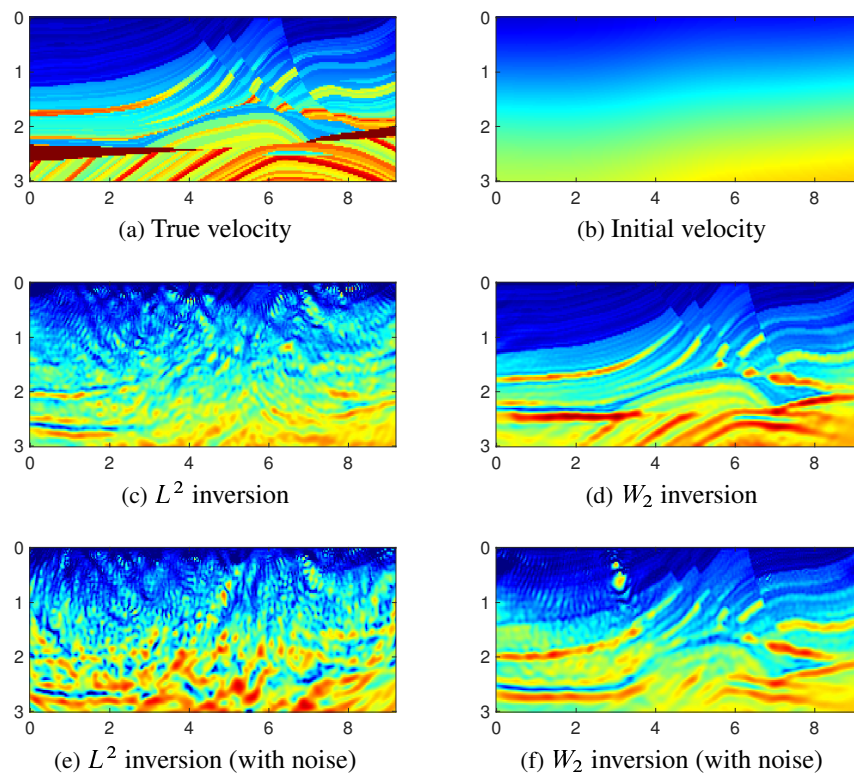 0
1
2
3
0 2 4 6 8
(a) True velocity
0
1
2
3
0 2 4 6 8
(b) Initial velocity
0
1
2
3
0 2 4 6 8
(c) L² inversion
0
1
2
3
0 2 4 6 8
(d) W₂ inversion
0
1
2
3
0 2 4 6 8
(e) L² inversion (with noise)
0
1
2
3
0 2 4 6 8
(f) W₂ inversion (with noise)